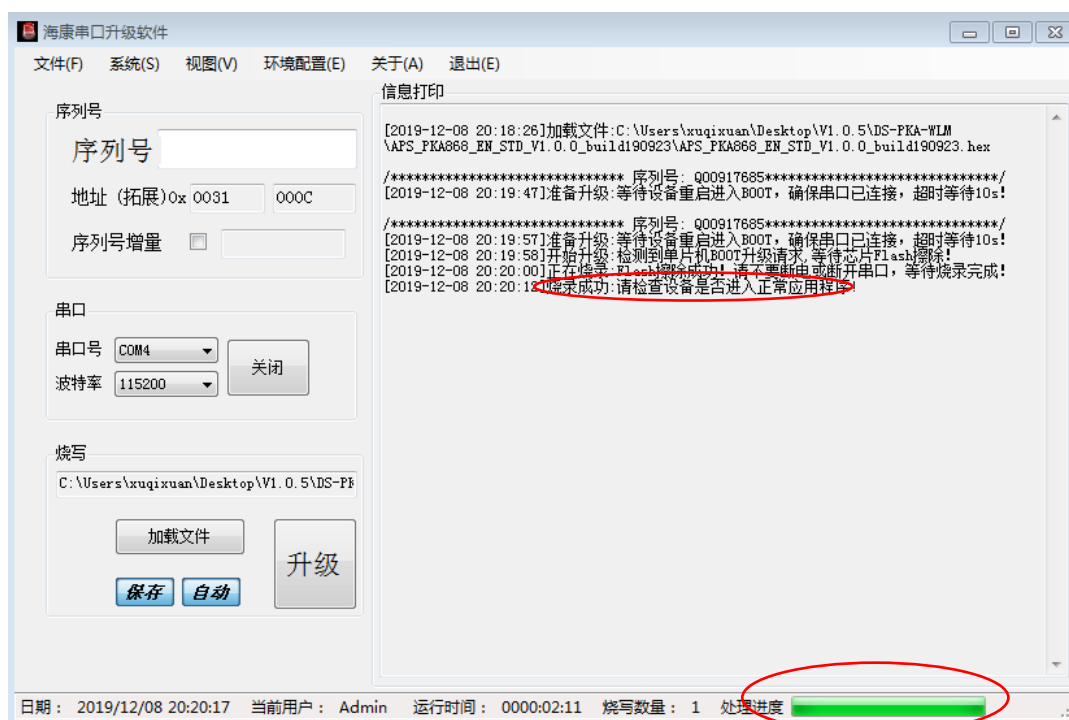 海康串口升级软件
文件(F) 系统(S) 视图(V) 环境配置(E) 关于(A) 退出(E)
序列号
序列号
地址 (拓展)0x 0031 000C
序列号增量
串口
串口号 COM4
波特率 115200
关闭
烧写
C:\Users\xuqixuan\Desktop\V1.0.5\DS-PK
加载文件
保存 自动
升级
信息打印
[2019-12-08 20:18:26]加载文件:C:\Users\xuqixuan\Desktop\V1.0.5\DS-PKA-WLM
\APS_PKA868_EN_STD_V1.0.0_build190923\APS_PKA868_EN_STD_V1.0.0_build190923.hex
/****************************** 序列号: Q00917685******************************/
[2019-12-08 20:19:47]准备升级:等待设备重启进入BOOT，确保串口已连接，超时等待10s!
/****************************** 序列号: Q00917685******************************/
[2019-12-08 20:19:57]准备升级:等待设备重启进入BOOT，确保串口已连接，超时等待10s!
[2019-12-08 20:19:58]开始升级:检测到单片机BOOT升级请求,等待芯片Flash擦除!
[2019-12-08 20:20:00]正在烧录:Flash擦除成功! 请不要断电或断开串口，等待烧录完成!
[2019-12-08 20:20:13]烧录成功:请检查设备是否进入正常应用程序!
日期： 2019/12/08 20:20:17 当前用户： Admin 运行时间： 0000:02:11 烧写数量： 1 处理进度